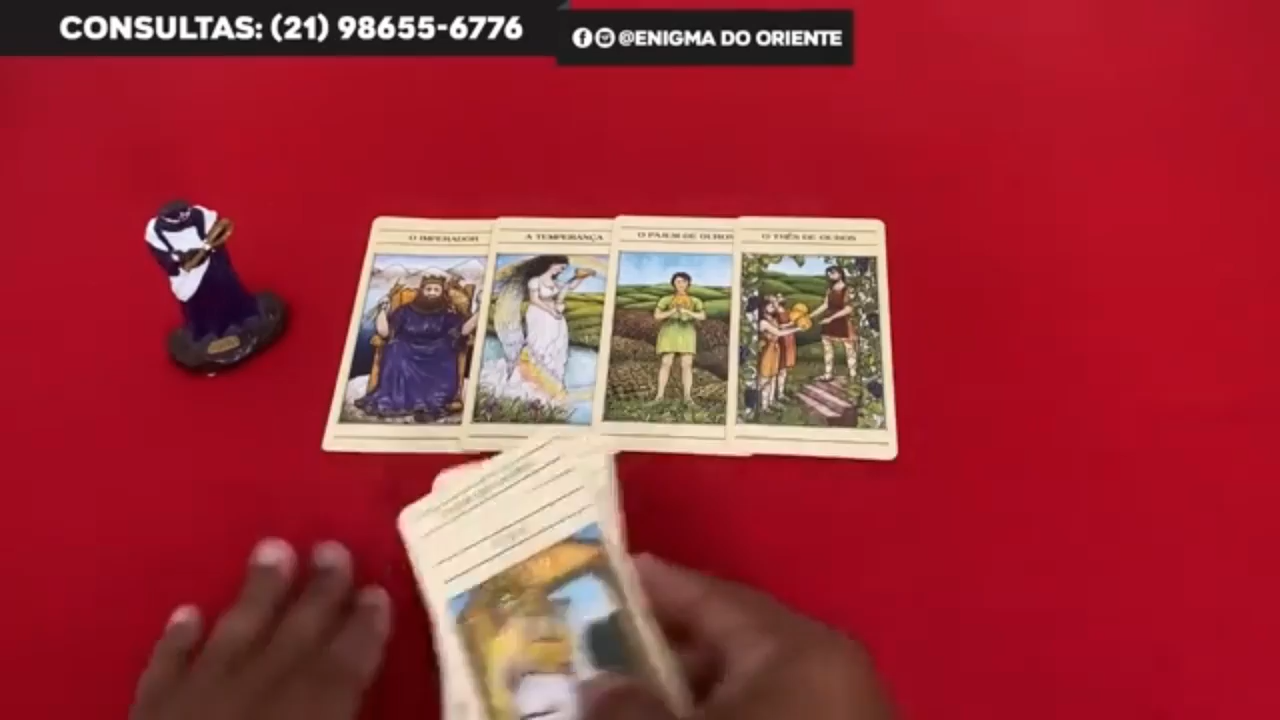 CONSULTAS: (21) 98655-6776
@ENIGMA DO ORIENTE
O IMPERADOR
A TEMPERANÇA
O PAJEM DE OUROS
O TRÊS DE OUROS